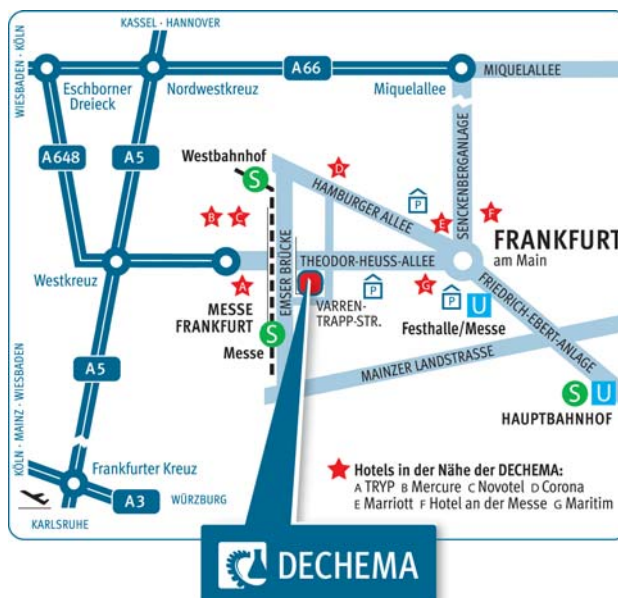 KASSEL · HANNOVER
WIESBADEN · KÖLN
A66
MIQUELALLEE
Eschborner
Dreieck
Nordwestkreuz
Miquelallee
SENCKENBERGANLAGE
A648
A5
Westbahnhof
S
D
HAMBURGER ALLEE
P
B
C
E
F
FRANKFURT
am Main
THEODOR-HEUSS-ALLEE
Westkreuz
A
EMSER BRÜCKE
G
P
P
U
MESSE
FRANKFURT
VARREN-
TRAPP-STR.
Festhalle/Messe
FRIEDRICH-EBERT-ANLAGE
S
Messe
MAINZER LANDSTRASSE
A5
S
U
HAUPTBAHNHOF
KÖLN · MAINZ · WIESBADEN
Frankfurter Kreuz
A3
WÜRZBURG
KARLSRUHE
Hotels in der Nähe der DECHEMA:
A TRYP B Mercure C Novotel D Corona
E Marriott F Hotel an der Messe G Maritim
DECHEMA